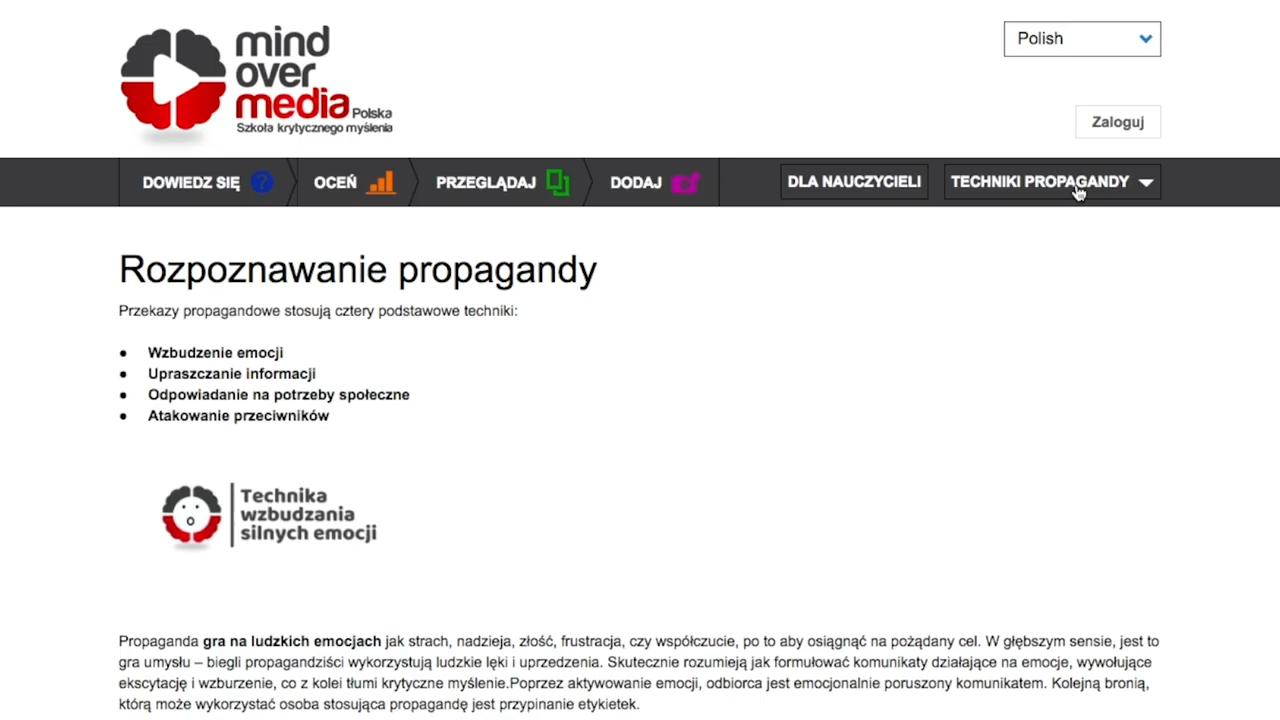 mind
over
media Polska
Szkoła krytycznego myślenia
Polish
Zaloguj
DOWIEDZ SIĘ ?
OCEŃ
PRZEGLĄDAJ
DODAJ
DLA NAUCZYCIELI
TECHNIKI PROPAGANDY
Rozpoznawanie propagandy
Przekazy propagandowe stosują cztery podstawowe techniki:
● Wzbudzenie emocji
● Upraszczanie informacji
● Odpowiadanie na potrzeby społeczne
● Atakowanie przeciwników
Technika
wzbudzania
silnych emocji
Propaganda gra na ludzkich emocjach jak strach, nadzieja, złość, frustracja, czy współczucie, po to aby osiągnąć na pożądany cel. W głębszym sensie, jest to
gra umysłu – biegli propagandziści wykorzystują ludzkie lęki i uprzedzenia. Skutecznie rozumieją jak formułować komunikaty działające na emocje, wywołujące
ekscytację i wzburzenie, co z kolei tłumi krytyczne myślenie.Poprzez aktywowanie emocji, odbiorca jest emocjonalnie poruszony komunikatem. Kolejną bronią,
którą może wykorzystać osoba stosująca propagandę jest przypinanie etykietek.